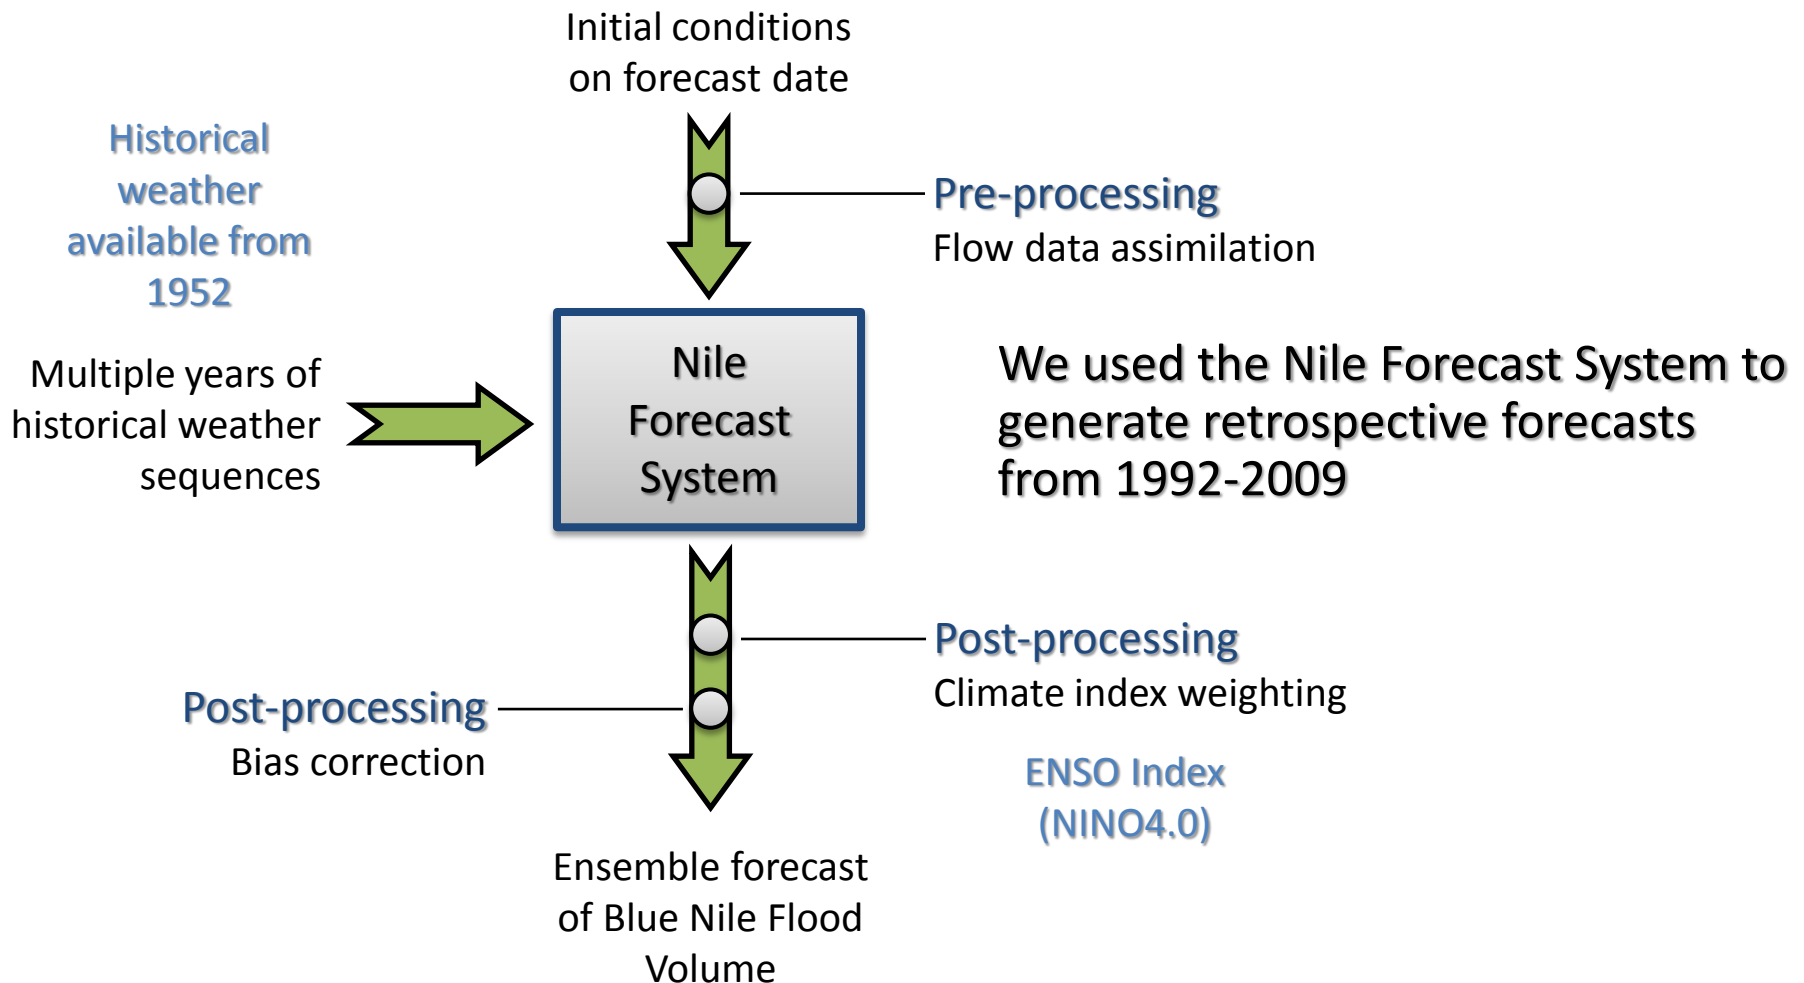 Initial conditions
on forecast date
Historical
weather
available from
1952
Pre-processing
Flow data assimilation
Multiple years of
historical weather
sequences
Nile
Forecast
System
We used the Nile Forecast System to
generate retrospective forecasts
from 1992-2009
Post-processing
Climate index weighting
Post-processing
Bias correction
ENSO Index
(NINO4.0)
Ensemble forecast
of Blue Nile Flood
Volume